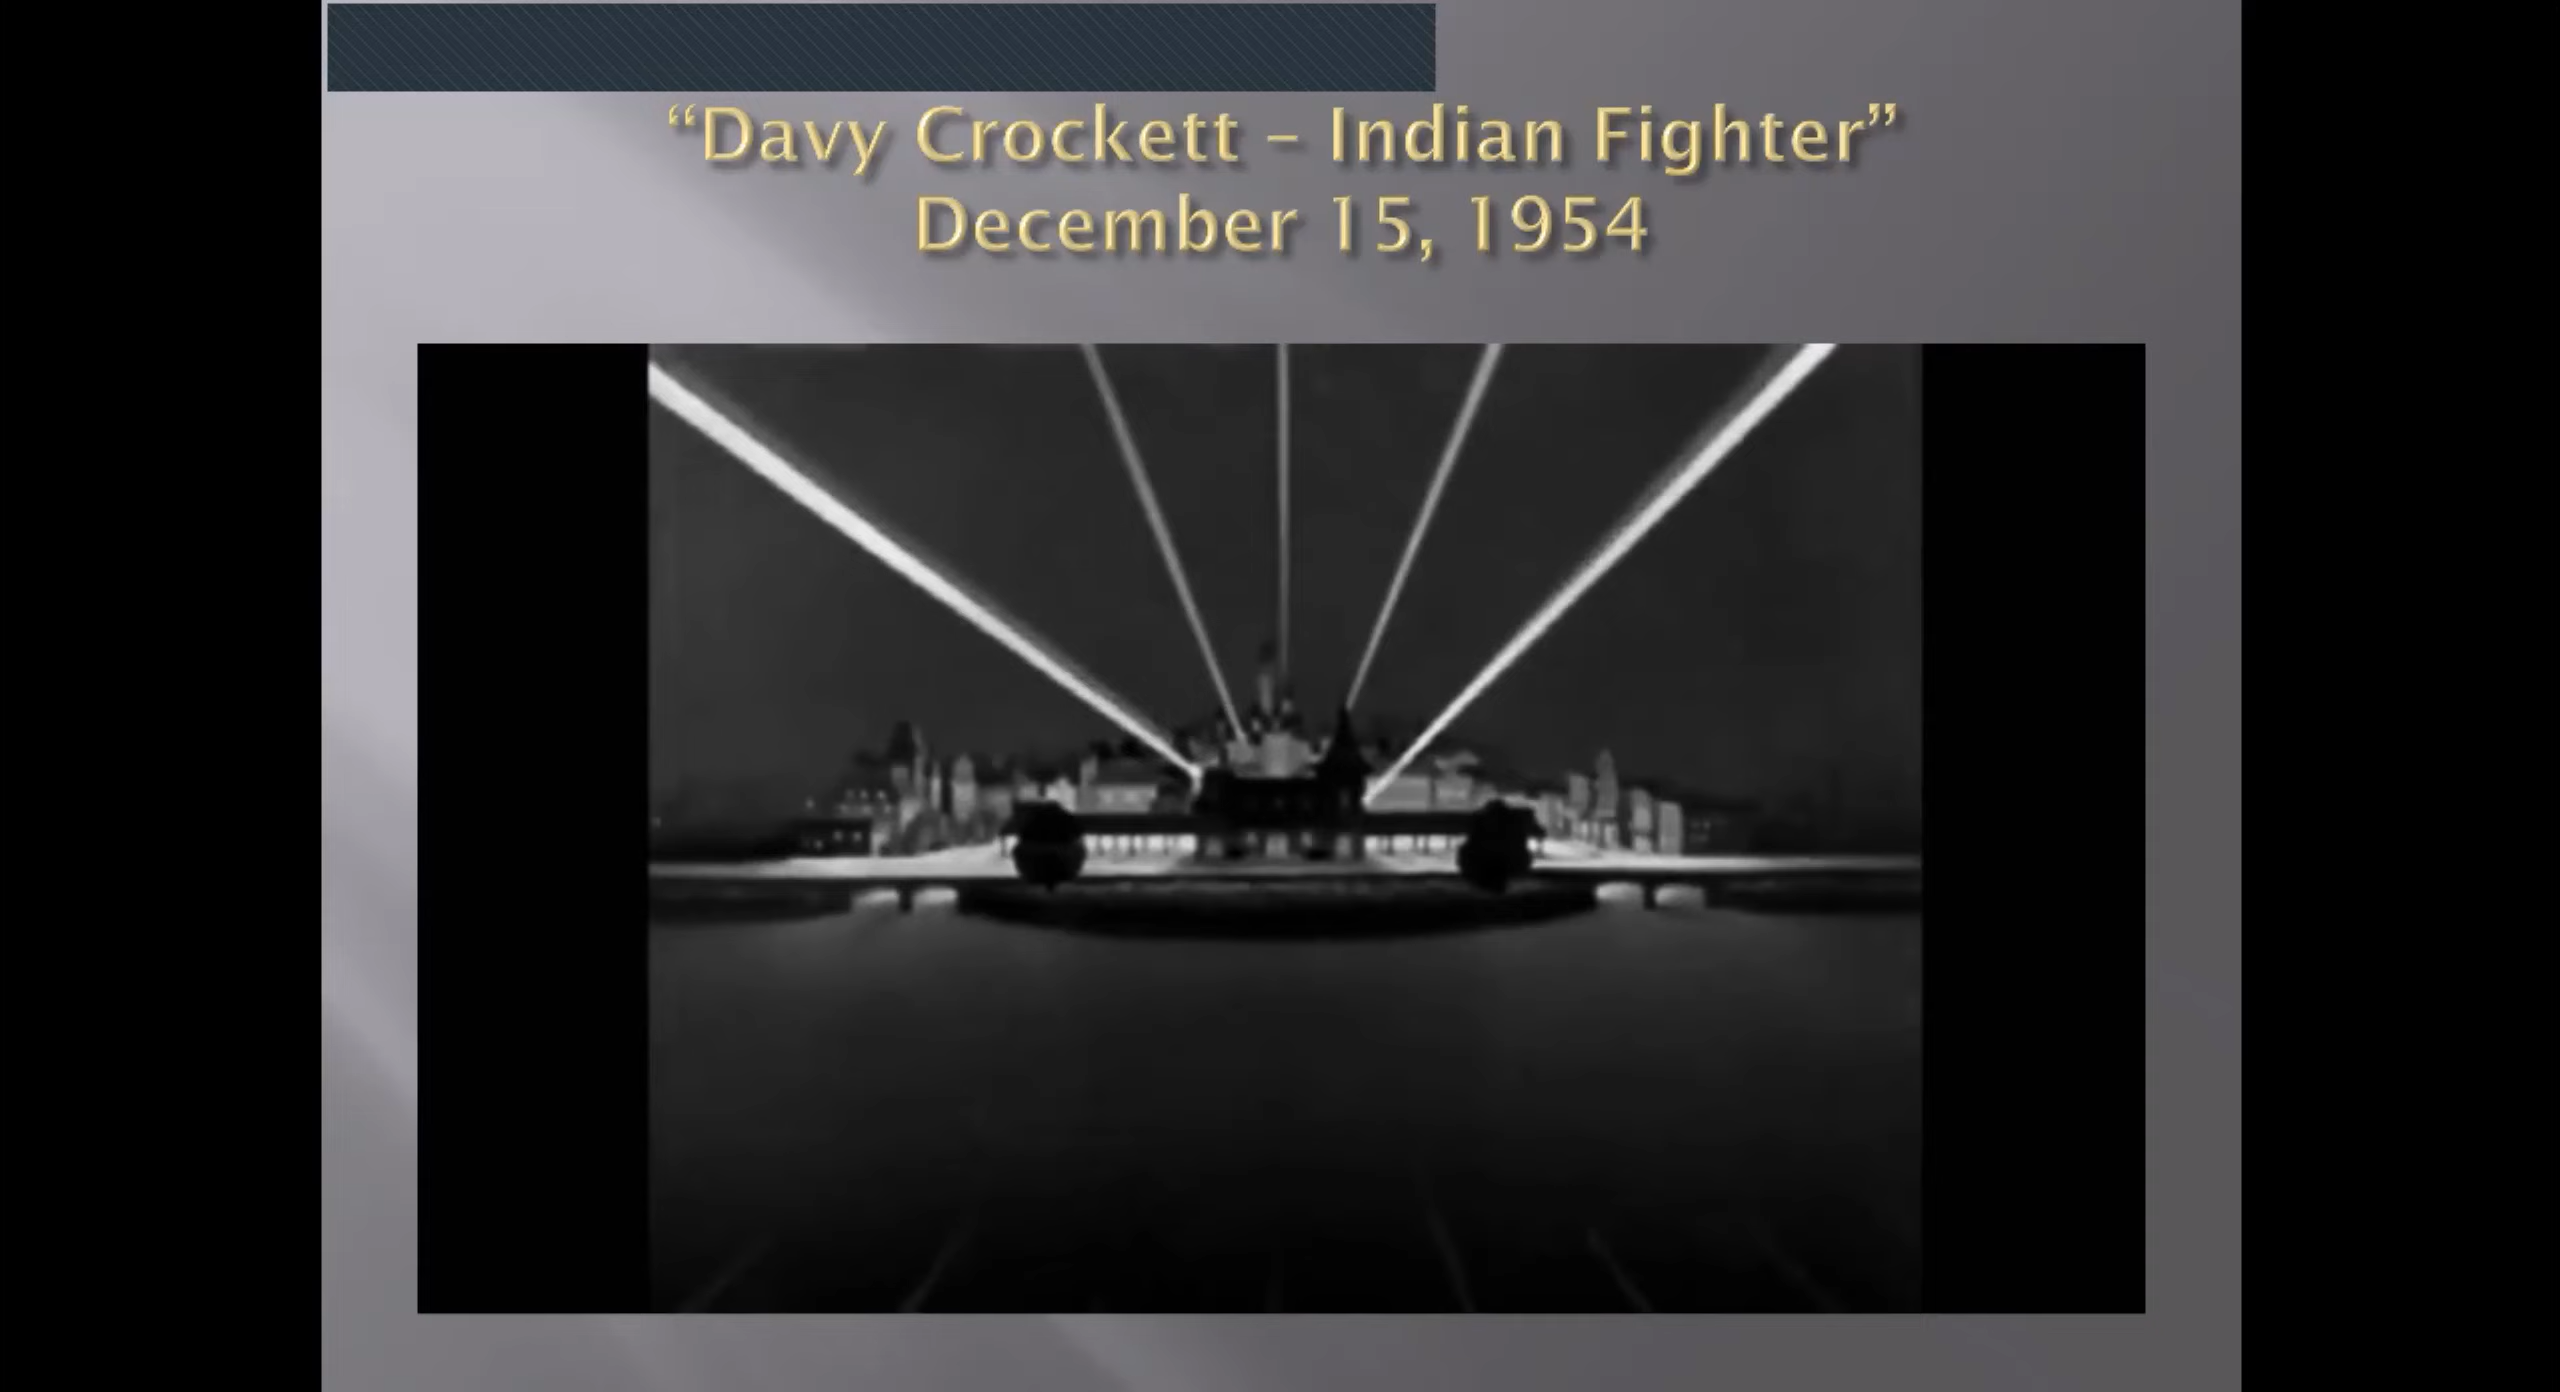 “Davy Crockett – Indian Fighter”
December 15, 1954